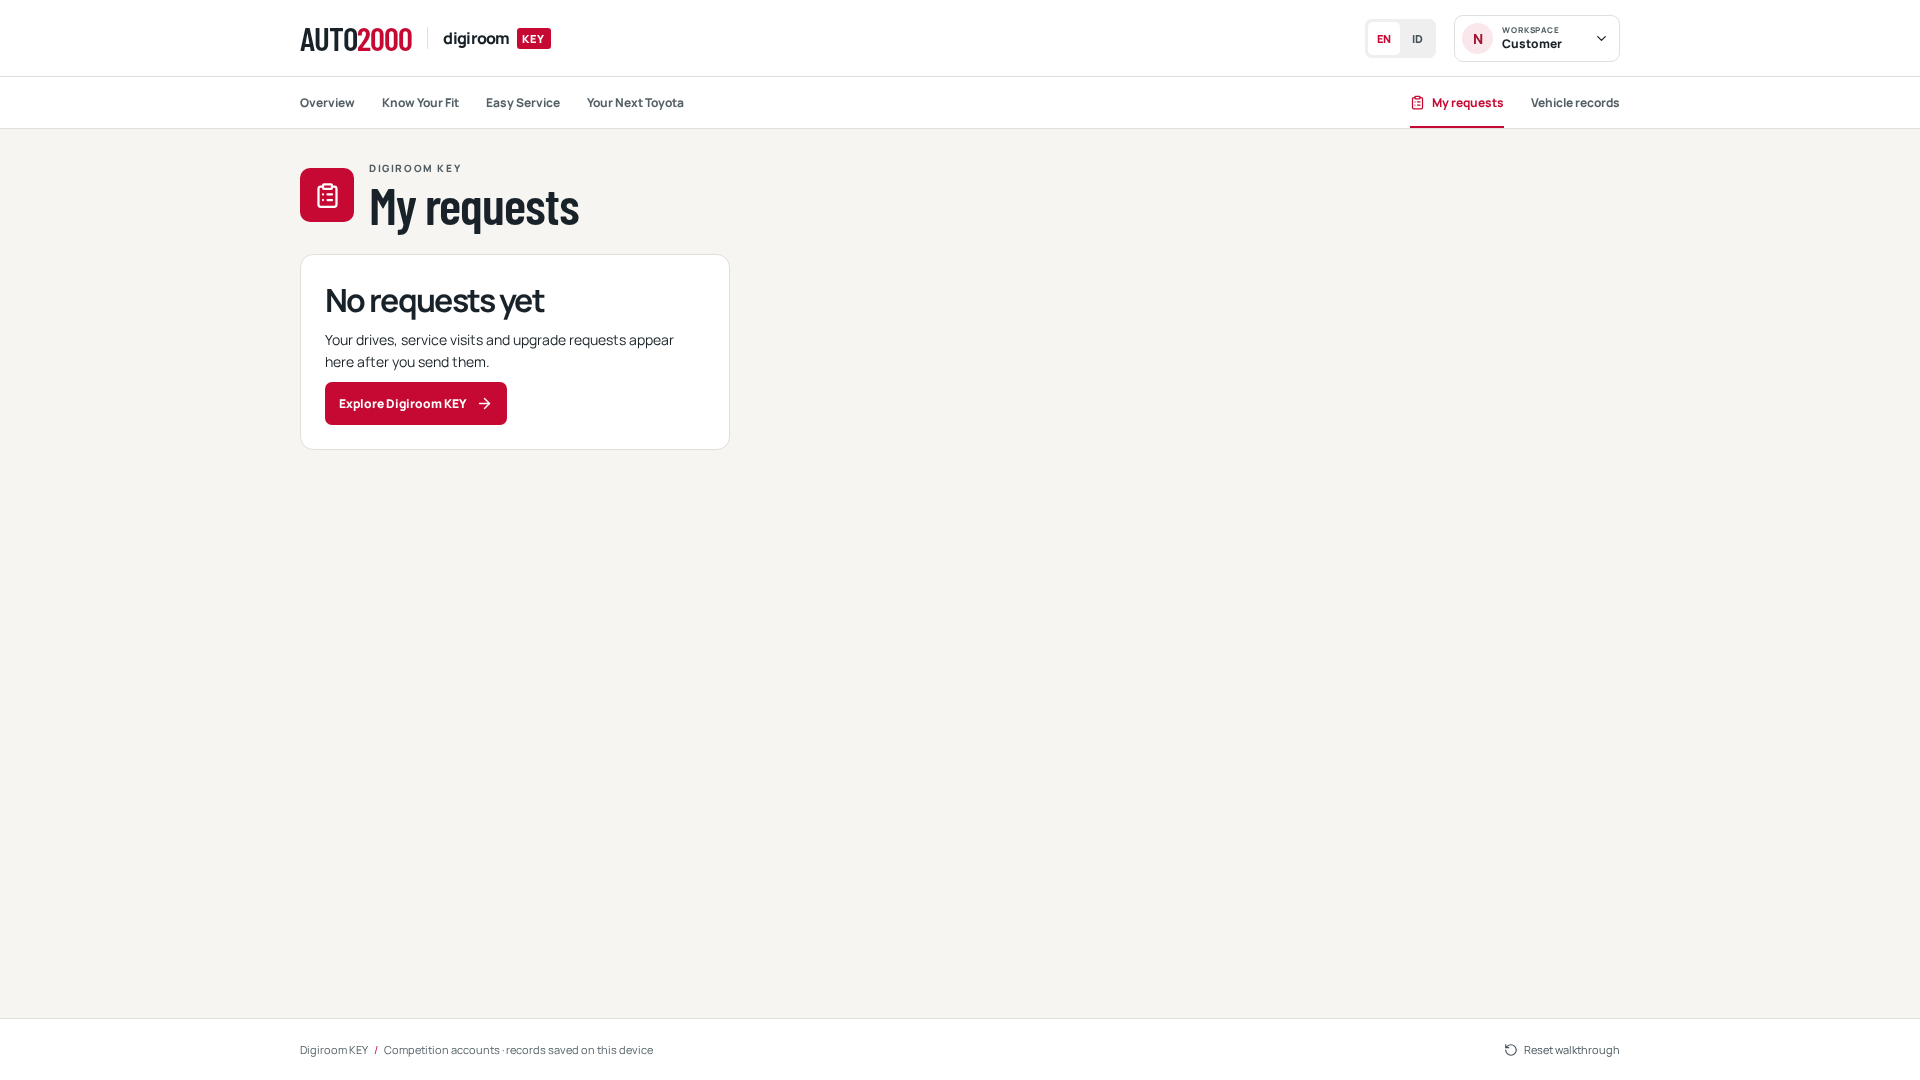 AUTO2000
digiroom KEY
EN ID
N
WORKSPACE
Customer
Overview Know Your Fit Easy Service Your Next Toyota
My requests Vehicle records
DIGIROOM KEY
My requests
No requests yet
Your drives, service visits and upgrade requests appear
here after you send them.
Explore Digiroom KEY
Digiroom KEY / Competition accounts · records saved on this device
Reset walkthrough